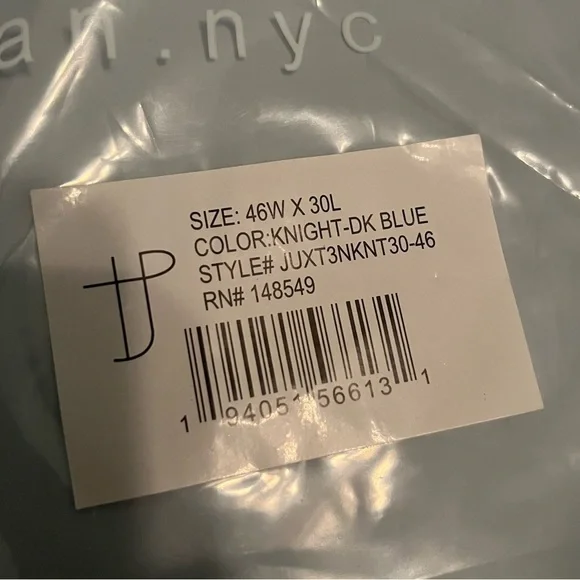 an.nyc
SIZE: 46W X 30L
COLOR:KNIGHT-DK BLUE
STYLE# JUXT3NKNT30-46
RN# 148549
1 94051 56613 1